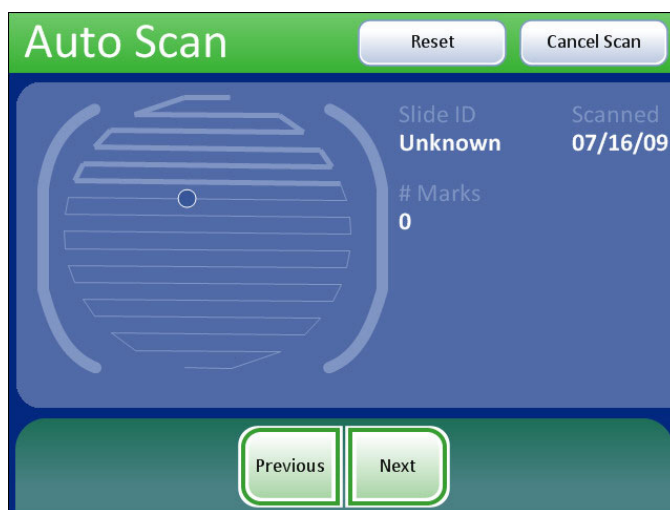 Auto Scan
Reset
Cancel Scan
Slide ID
Unknown
Scanned
07/16/09
# Marks
0
Previous
Next